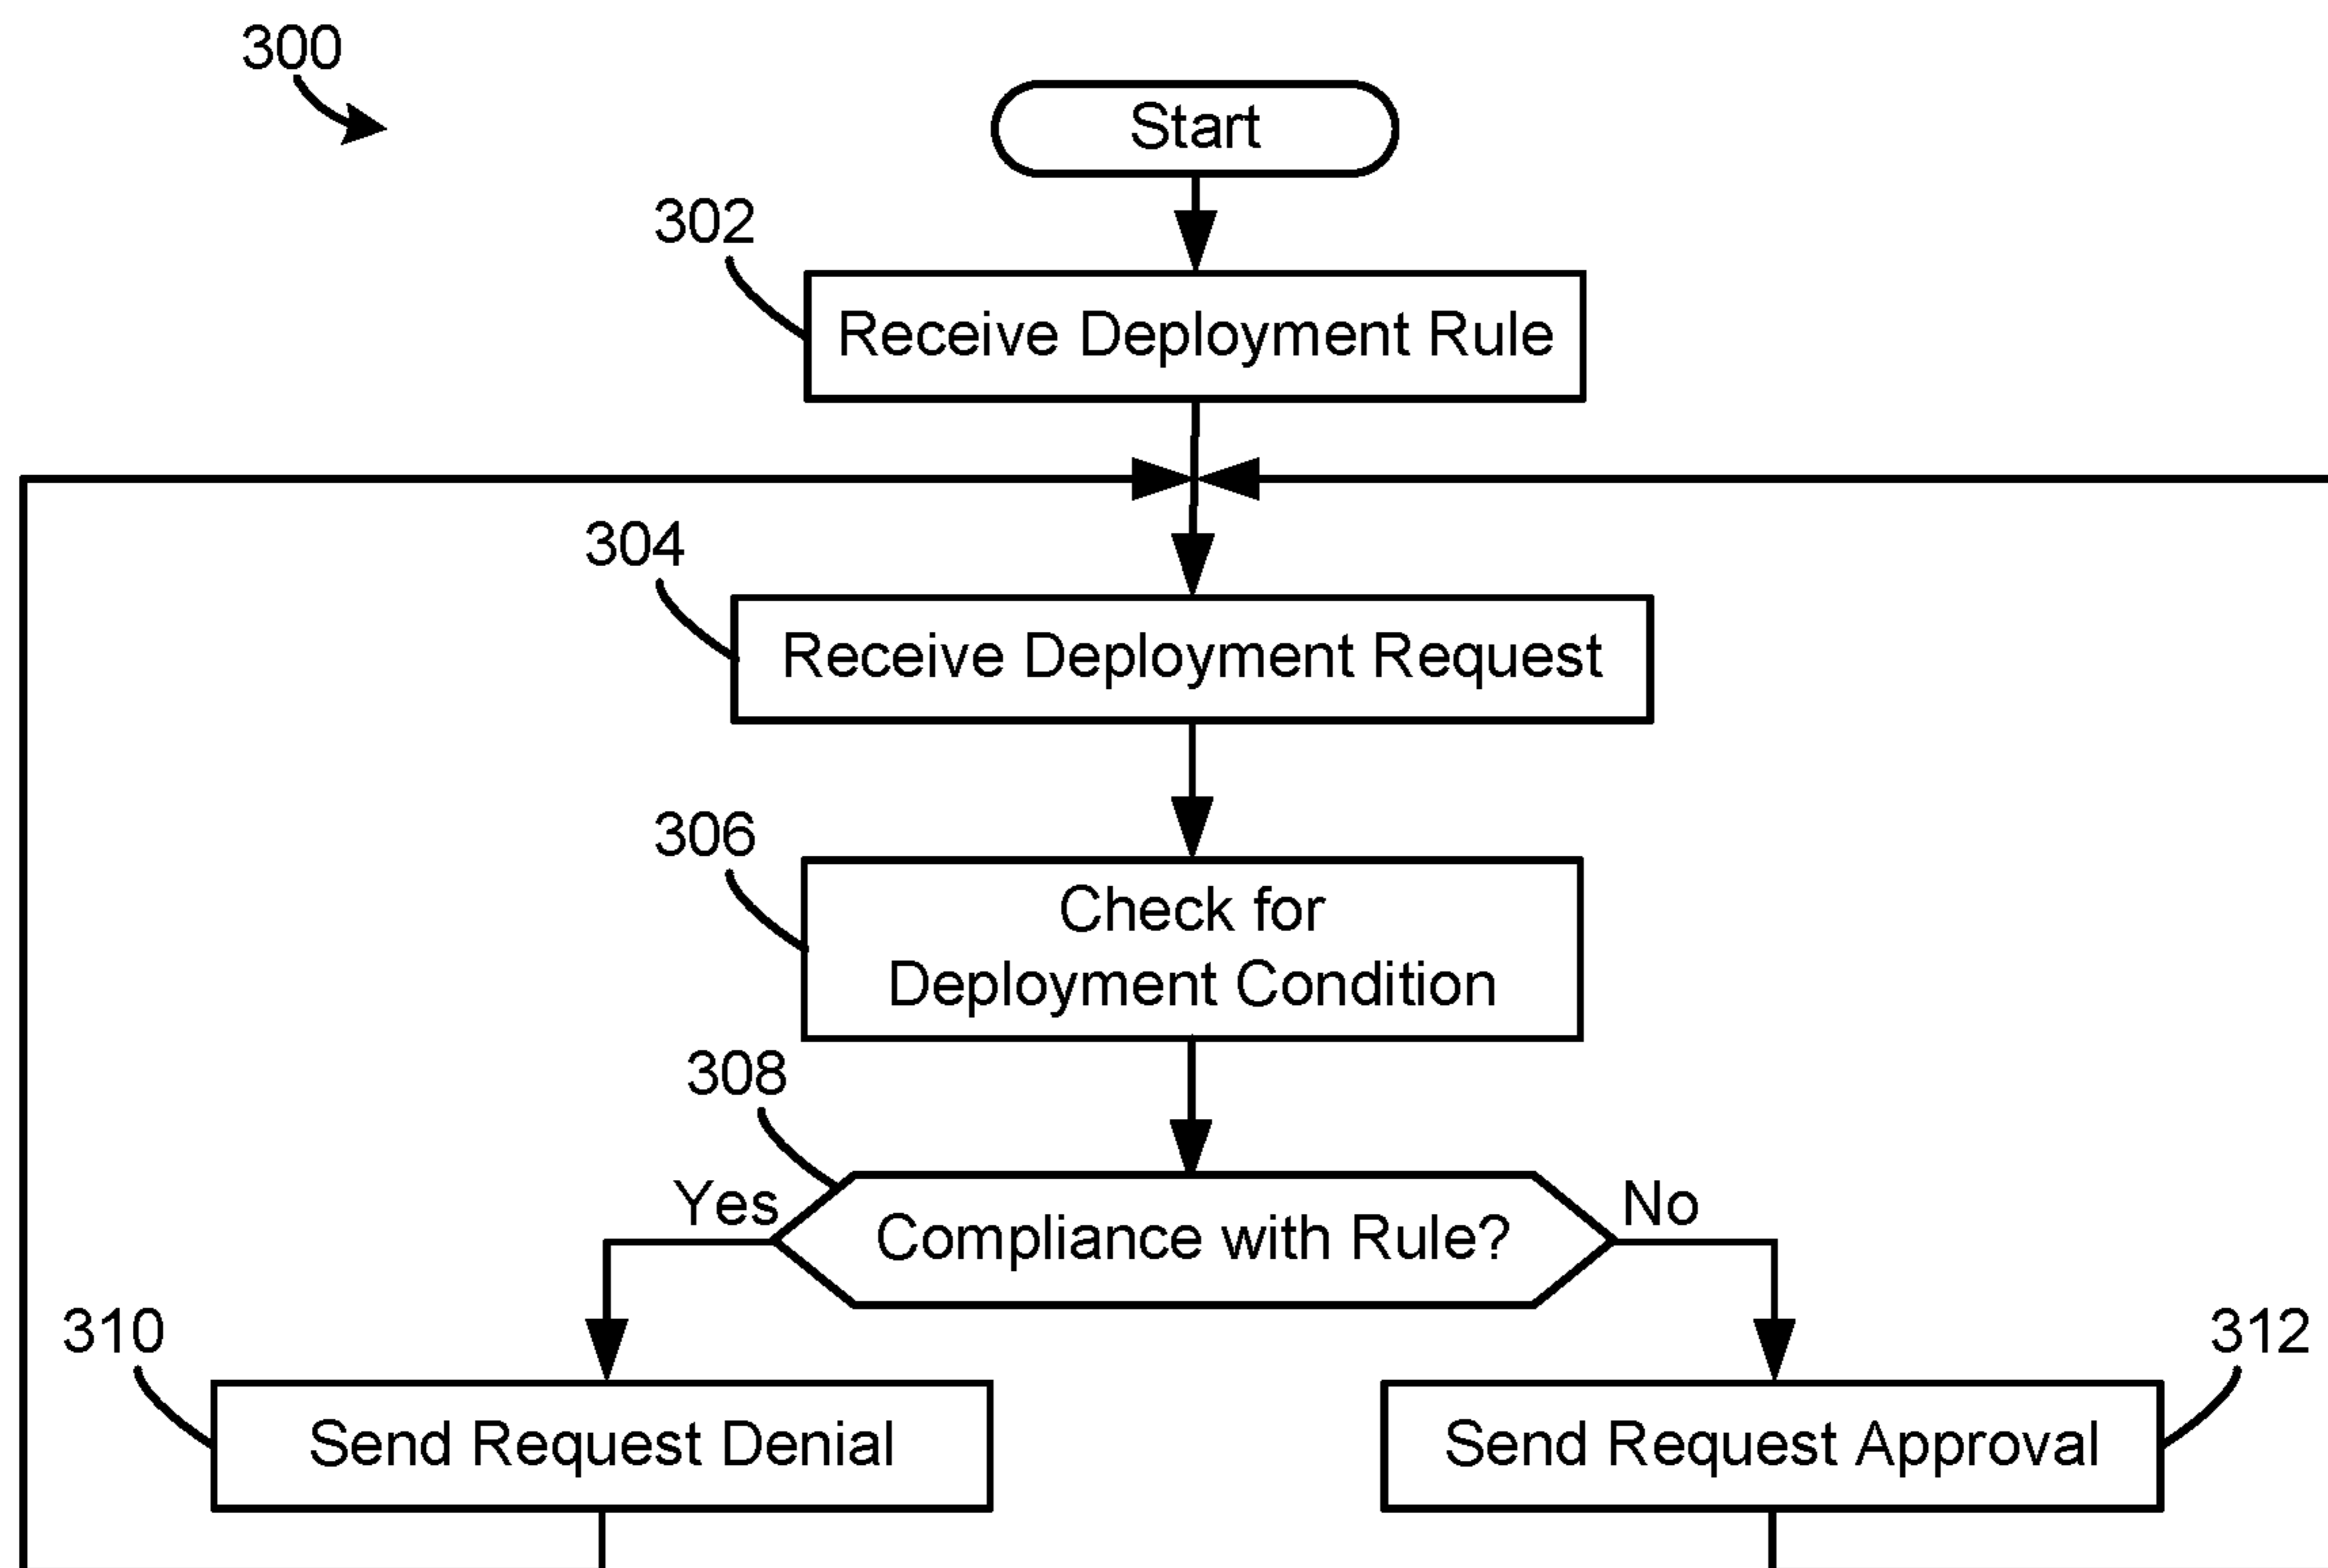 300
Start
302
Receive Deployment Rule
304
Receive Deployment Request
306
Check for
Deployment Condition
308
Yes
No
Compliance with Rule?
310
312
Send Request Denial
Send Request Approval